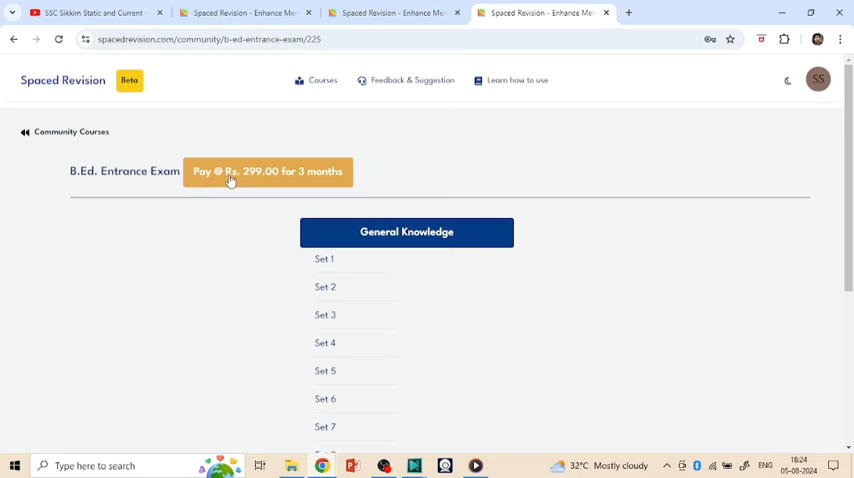 SSC Sikkim Static and Current -
Spaced Revision - Enhance Me
Spaced Revision - Enhance Me
Spaced Revision - Enhance Me
spacedrevision.com/community/b-ed-entrance-exam/225
Spaced Revision
Beta
Courses
Feedback & Suggestion
Learn how to use
SS
Community Courses
B.Ed. Entrance Exam
Pay @ Rs. 299.00 for 3 months
General Knowledge
Set 1
Set 2
Set 3
Set 4
Set 5
Set 6
Set 7
Type here to search
32°C Mostly cloudy
ENG
18:24
05-08-2024